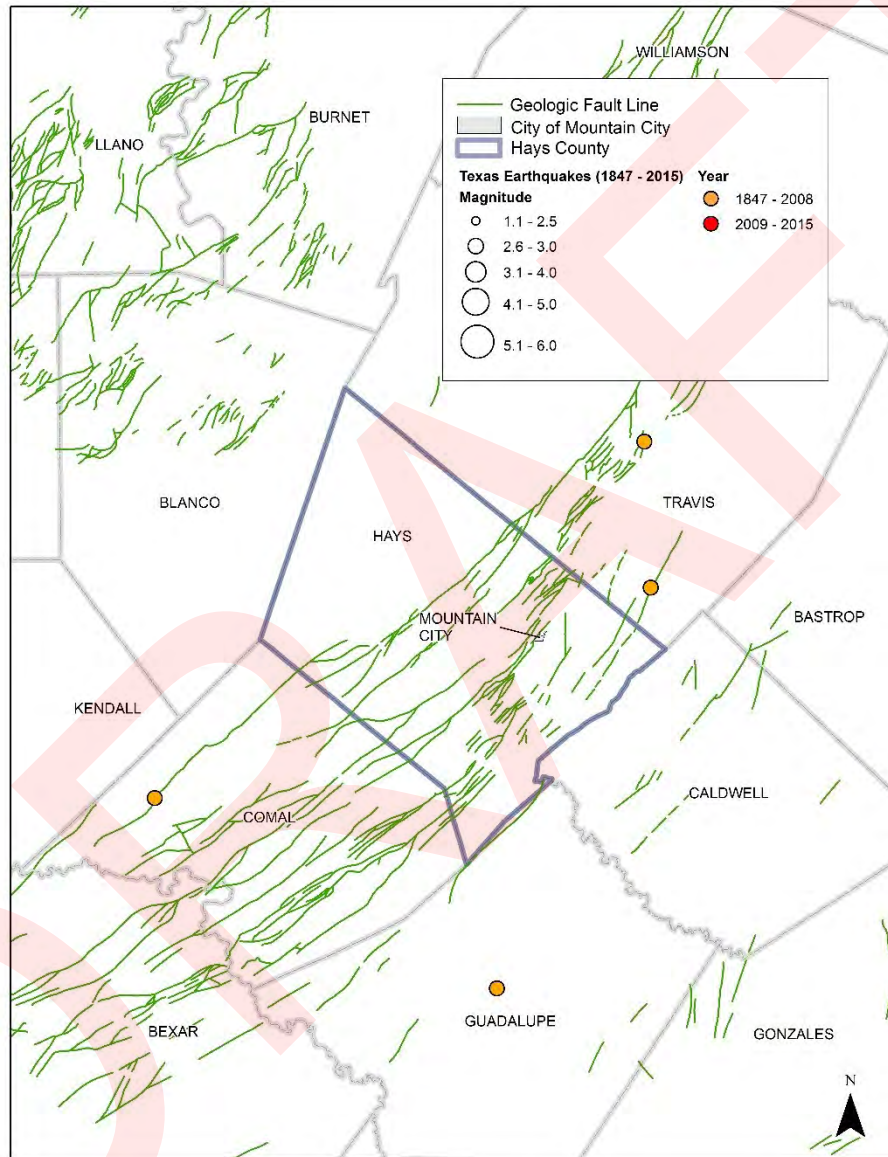 WILLIAMSON
BURNET
LLANO
Geologic Fault Line
City of Mountain City
Hays County
Texas Earthquakes (1847 - 2015) Year
Magnitude
1.1 - 2.5
2.6 - 3.0
3.1 - 4.0
4.1 - 5.0
5.1 - 6.0
1847 - 2008
2009 - 2015
BLANCO
HAYS
TRAVIS
MOUNTAIN
CITY
BASTROP
KENDALL
CALDWELL
COMAL
GUADALUPE
BEXAR
GONZALES
N
DRAFT